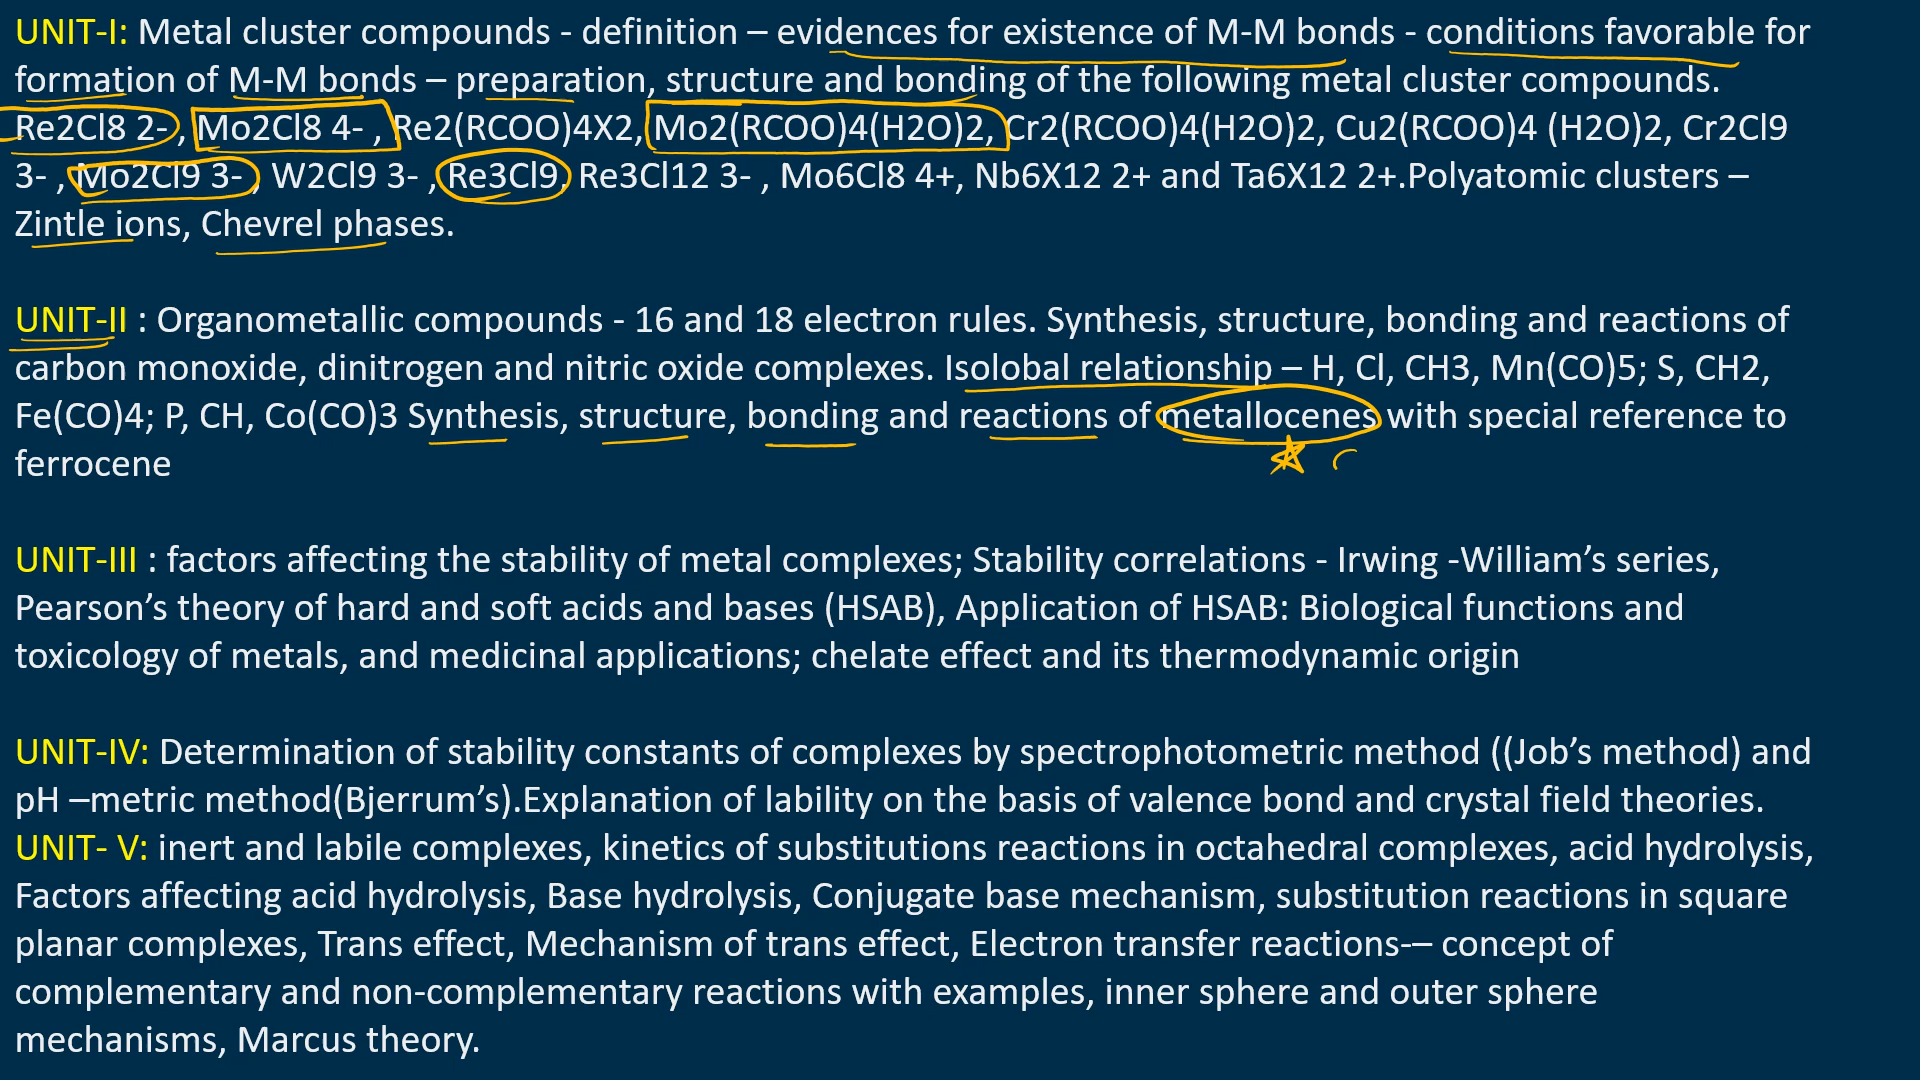 UNIT-I: Metal cluster compounds - definition – evidences for existence of M-M bonds - conditions favorable for
formation of M-M bonds – preparation, structure and bonding of the following metal cluster compounds.
Re2Cl8 2- , Mo2Cl8 4- , Re2(RCOO)4X2, Mo2(RCOO)4(H2O)2, Cr2(RCOO)4(H2O)2, Cu2(RCOO)4 (H2O)2, Cr2Cl9
3- , Mo2Cl9 3- , W2Cl9 3- , Re3Cl9, Re3Cl12 3- , Mo6Cl8 4+, Nb6X12 2+ and Ta6X12 2+.Polyatomic clusters –
Zintle ions, Chevrel phases.
UNIT-II : Organometallic compounds - 16 and 18 electron rules. Synthesis, structure, bonding and reactions of
carbon monoxide, dinitrogen and nitric oxide complexes. Isolobal relationship – H, Cl, CH3, Mn(CO)5; S, CH2,
Fe(CO)4; P, CH, Co(CO)3 Synthesis, structure, bonding and reactions of metallocenes with special reference to
ferrocene
UNIT-III : factors affecting the stability of metal complexes; Stability correlations - Irwing -William’s series,
Pearson’s theory of hard and soft acids and bases (HSAB), Application of HSAB: Biological functions and
toxicology of metals, and medicinal applications; chelate effect and its thermodynamic origin
UNIT-IV: Determination of stability constants of complexes by spectrophotometric method ((Job’s method) and
pH –metric method(Bjerrum’s).Explanation of lability on the basis of valence bond and crystal field theories.
UNIT- V: inert and labile complexes, kinetics of substitutions reactions in octahedral complexes, acid hydrolysis,
Factors affecting acid hydrolysis, Base hydrolysis, Conjugate base mechanism, substitution reactions in square
planar complexes, Trans effect, Mechanism of trans effect, Electron transfer reactions-– concept of
complementary and non-complementary reactions with examples, inner sphere and outer sphere
mechanisms, Marcus theory.